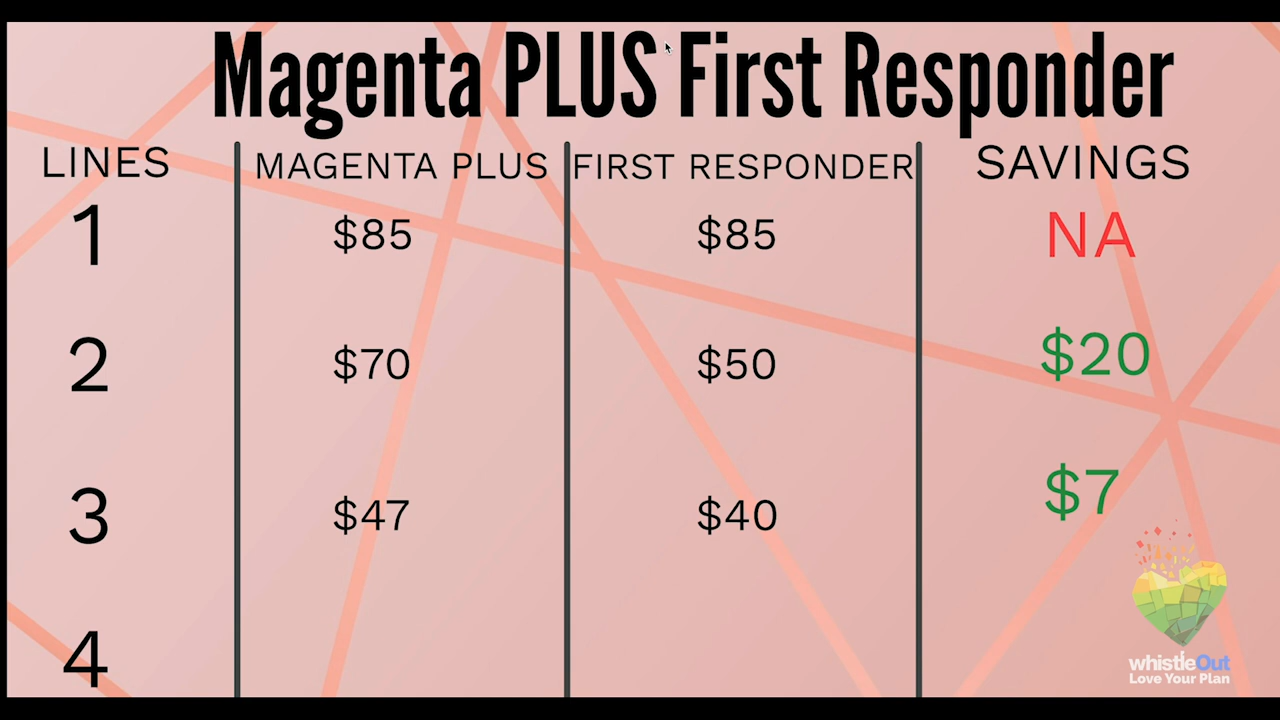 Magenta PLUS First Responder
LINES MAGENTA PLUS FIRST RESPONDER SAVINGS
1 $85 $85 NA
2 $70 $50 $20
3 $47 $40 $7
4
whistleOut
Love Your Plan